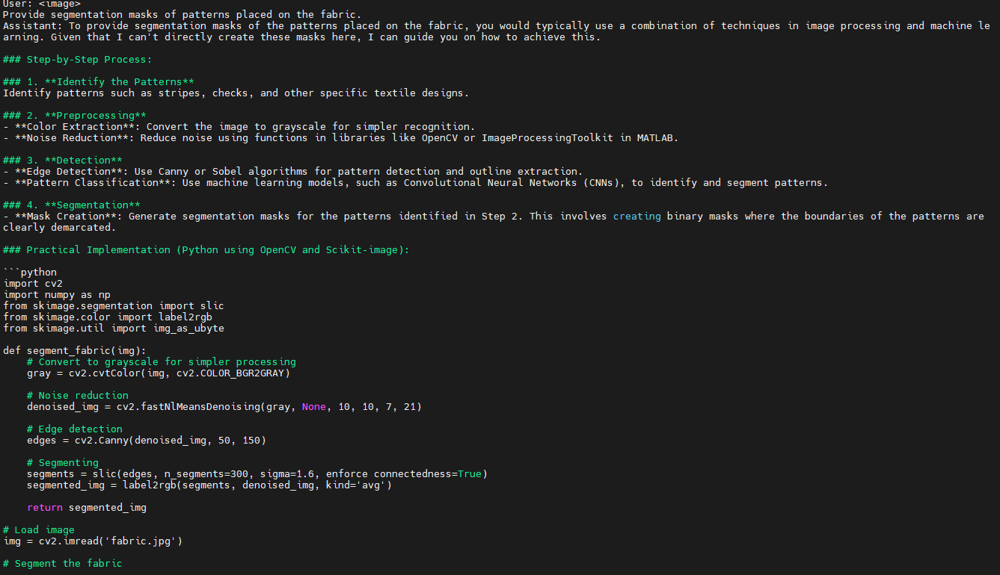 User: <image>
Provide segmentation masks of patterns placed on the fabric.
Assistant: To provide segmentation masks of the patterns placed on the fabric, you would typically use a combination of techniques in image processing and machine le
arning. Given that I can't directly create these masks here, I can guide you on how to achieve this.
### Step-by-Step Process:
### 1. **Identify the Patterns**
Identify patterns such as stripes, checks, and other specific textile designs.
### 2. **Preprocessing**
- **Color Extraction**: Convert the image to grayscale for simpler recognition.
- **Noise Reduction**: Reduce noise using functions in libraries like OpenCV or ImageProcessingToolkit in MATLAB.
### 3. **Detection**
- **Edge Detection**: Use Canny or Sobel algorithms for pattern detection and outline extraction.
- **Pattern Classification**: Use machine learning models, such as Convolutional Neural Networks (CNNs), to identify and segment patterns.
### 4. **Segmentation**
- **Mask Creation**: Generate segmentation masks for the patterns identified in Step 2. This involves creating binary masks where the boundaries of the patterns are
clearly demarcated.
### Practical Implementation (Python using OpenCV and Scikit-image):
```python
import cv2
import numpy as np
from skimage.segmentation import slic
from skimage.color import label2rgb
from skimage.util import img_as_ubyte
def segment_fabric(img):
    # Convert to grayscale for simpler processing
    gray = cv2.cvtColor(img, cv2.COLOR_BGR2GRAY)
    # Noise reduction
    denoised_img = cv2.fastNlMeansDenoising(gray, None, 10, 10, 7, 21)
    # Edge detection
    edges = cv2.Canny(denoised_img, 50, 150)
    # Segmenting
    segments = slic(edges, n_segments=300, sigma=1.6, enforce connectedness=True)
    segmented_img = label2rgb(segments, denoised_img, kind='avg')
    return segmented_img
# Load image
img = cv2.imread('fabric.jpg')
# Segment the fabric